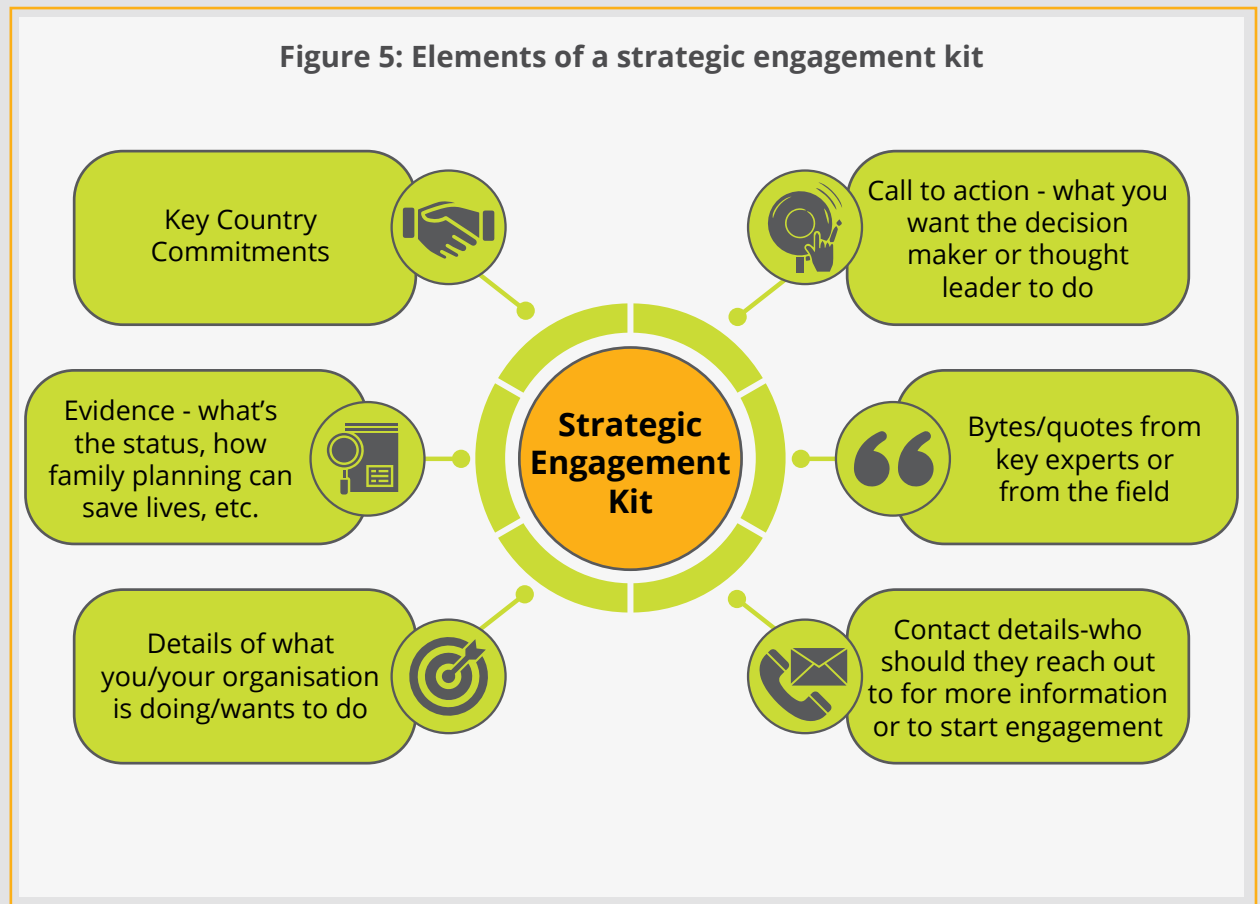 Figure 5: Elements of a strategic engagement kit
Key Country
Commitments
Evidence - what's
the status, how
family planning can
save lives, etc.
Details of what
you/your organisation
is doing/wants to do
Strategic
Engagement
Kit
Call to action - what you
want the decision
maker or thought
leader to do
Bytes/quotes from
key experts or
from the field
Contact details-who
should they reach out
to for more information
or to start engagement